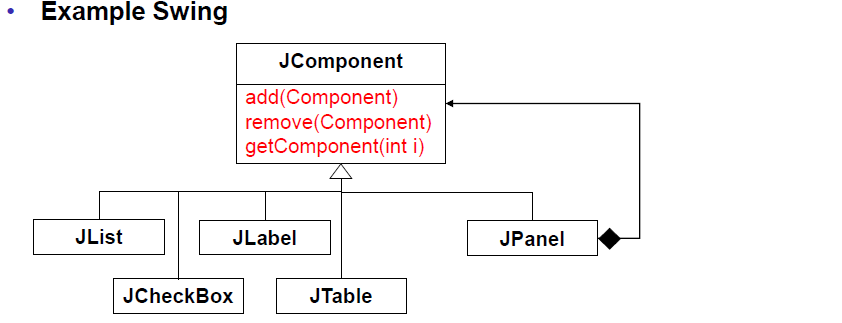 • Example Swing
JComponent
add(Component)
remove(Component)
getComponent(int i)
JList
JLabel
JPanel
JCheckBox
JTable